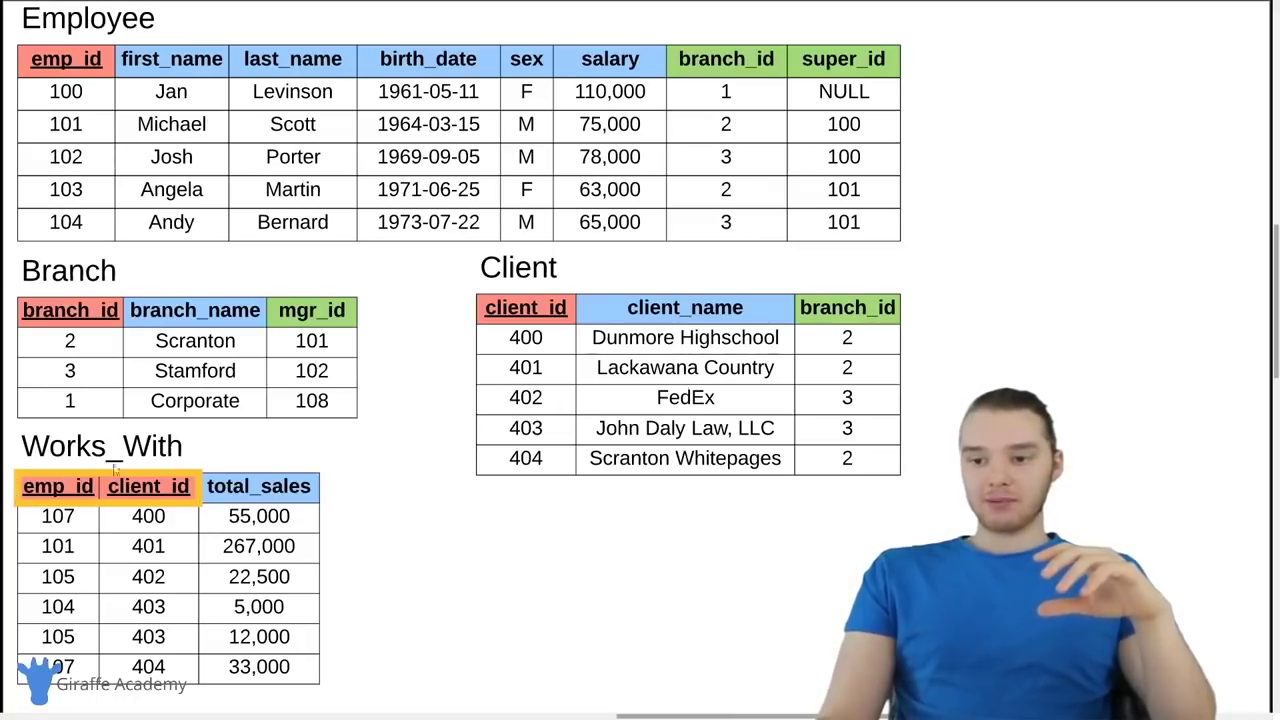 Employee
emp_id first_name last_name birth_date sex salary branch_id super_id
100 Jan Levinson 1961-05-11 F 110,000 1 NULL
101 Michael Scott 1964-03-15 M 75,000 2 100
102 Josh Porter 1969-09-05 M 78,000 3 100
103 Angela Martin 1971-06-25 F 63,000 2 101
104 Andy Bernard 1973-07-22 M 65,000 3 101
Branch
branch_id branch_name mgr_id
2 Scranton 101
3 Stamford 102
1 Corporate 108
Client
client_id client_name branch_id
400 Dunmore Highschool 2
401 Lackawana Country 2
402 FedEx 3
403 John Daly Law, LLC 3
404 Scranton Whitepages 2
Works_With
emp_id client_id total_sales
107 400 55,000
101 401 267,000
105 402 22,500
104 403 5,000
105 403 12,000
404 33,000
Giraffe Academy